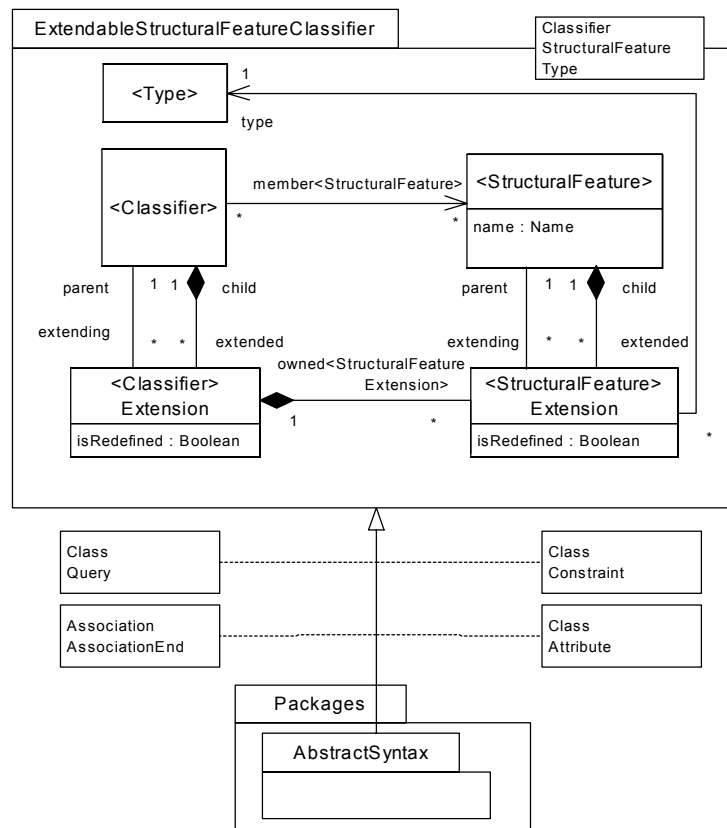 ExtendableStructuralFeatureClassifier
Classifier
StructuralFeature
Type
<Type>
1
type
<Classifier>
member<StructuralFeature>
*
*
<StructuralFeature>
name : Name
parent
1
1
child
extending
*
*
extended
parent
1
1
child
extending
*
*
extended
owned<StructuralFeature
Extension>
<Classifier>
Extension
isRedefined : Boolean
1
*
<StructuralFeature>
Extension
isRedefined : Boolean
*
Class
Query
Class
Constraint
Association
AssociationEnd
Class
Attribute
Packages
AbstractSyntax